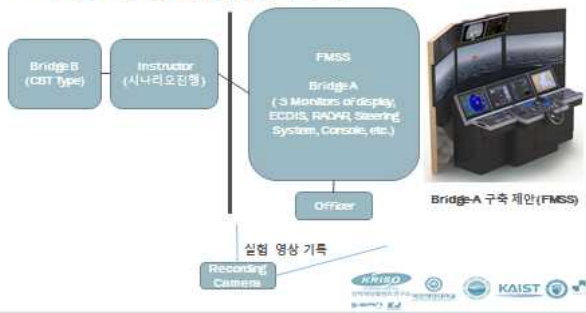 Bridge B
(CBT Type)
Instructor
(시나리오진행)
FMSS
Bridge A
( 3 Monitors of display,
ECDIS, RADAR, Steering
System, Console, etc.)
Officer
Bridge-A 구축 제안(FMSS)
실험 영상 기록
Recording
Camera
KRISO
KAIST